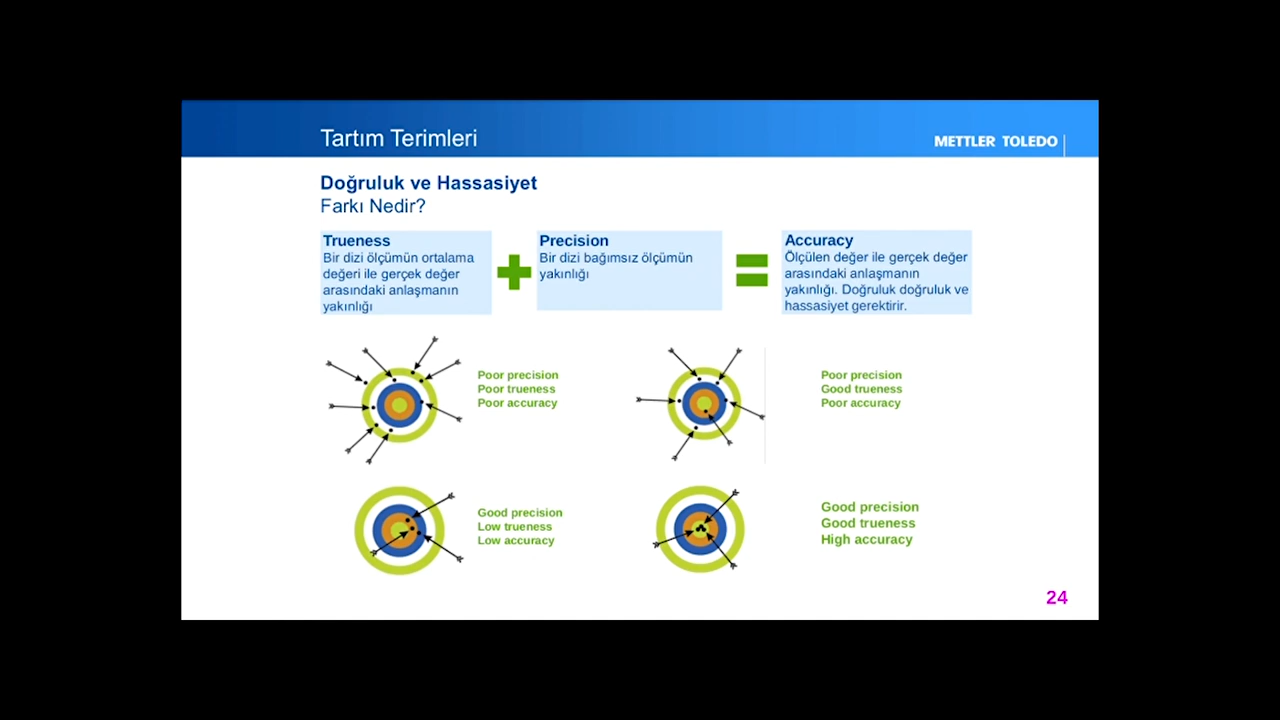 Tartım Terimleri
METTLER TOLEDO
Doğruluk ve Hassasiyet
Farkı Nedir?
Trueness
Bir dizi ölçümün ortalama
değeri ile gerçek değer
arasındaki anlaşmanın
yakınlığı
Precision
Bir dizi bağımsız ölçümün
yakınlığı
Accuracy
Ölçülen değer ile gerçek değer
arasındaki anlaşmanın
yakınlığı. Doğruluk doğruluk ve
hassasiyet gerektirir.
Poor precision
Poor trueness
Poor accuracy
Poor precision
Good trueness
Poor accuracy
Good precision
Low trueness
Low accuracy
Good precision
Good trueness
High accuracy
24